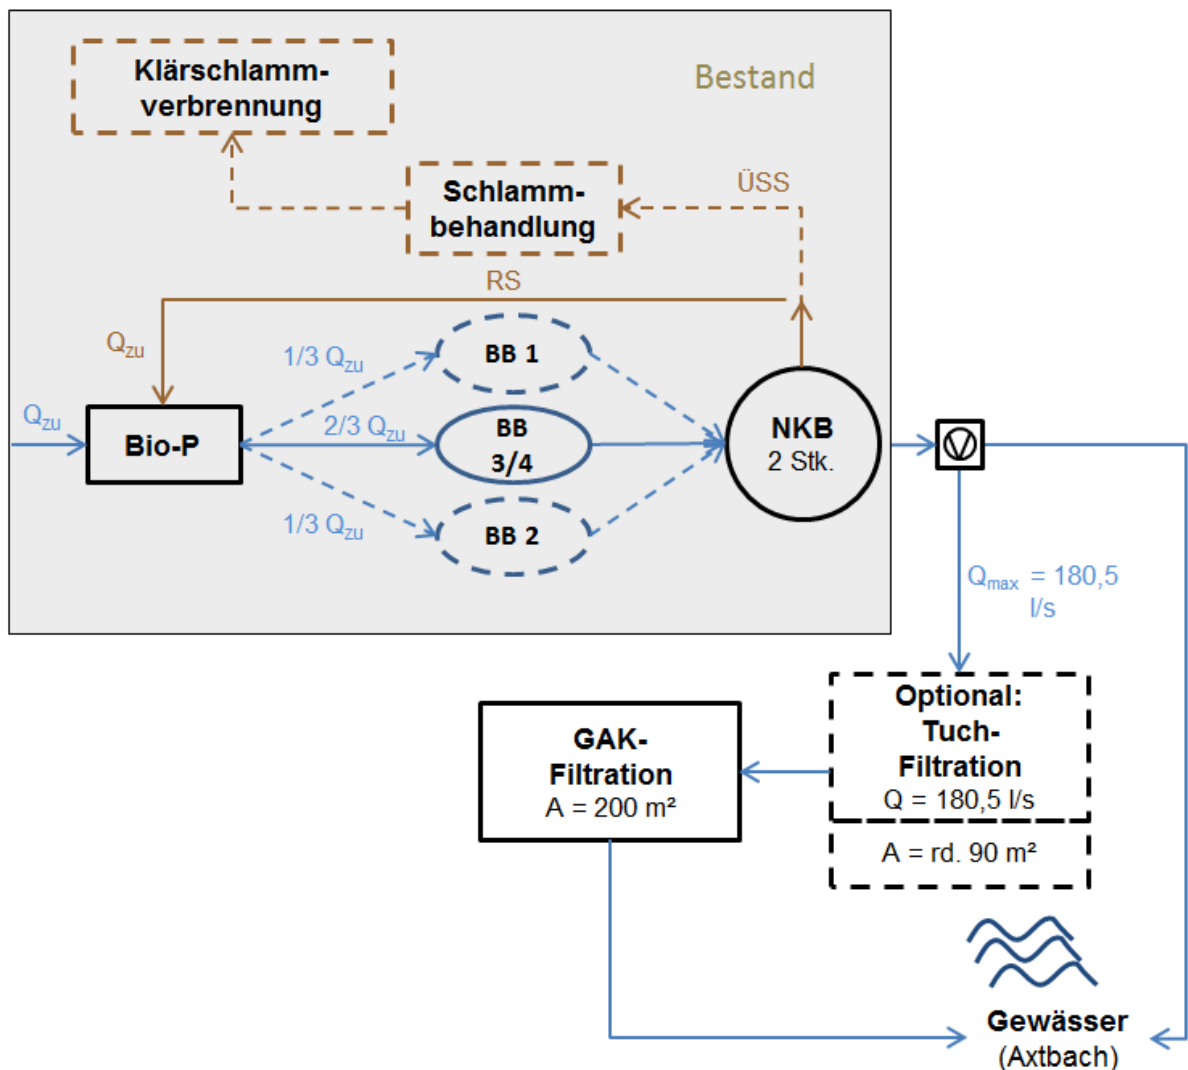 Klärschlamm-
verbrennung
Bestand
Schlamm-
behandlung
ÜSS
RS
Qzu
1/3 Qzu
BB 1
Qzu
Bio-P
2/3 Qzu
BB
3/4
NKB
2 Stk.
1/3 Qzu
BB 2
Qmax = 180,5
l/s
Optional:
Tuch-
Filtration
Q = 180,5 l/s
A = rd. 90 m²
GAK-
Filtration
A = 200 m²
Gewässer
(Axtbach)